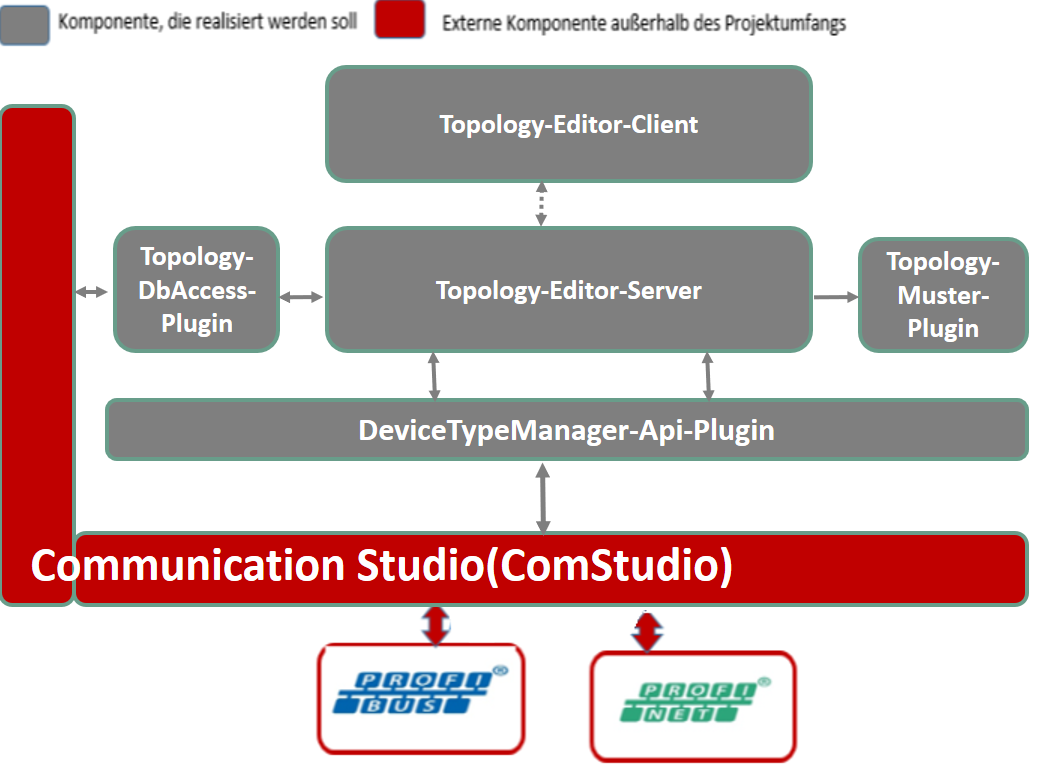 Komponente, die realisiert werden soll
Externe Komponente außerhalb des Projektumfangs
Topology-Editor-Client
Topology-
DbAccess-
Plugin
Topology-Editor-Server
Topology-
Muster-
Plugin
DeviceTypeManager-Api-Plugin
Communication Studio(ComStudio)
PROFI®
BUS
PROFI®
NET